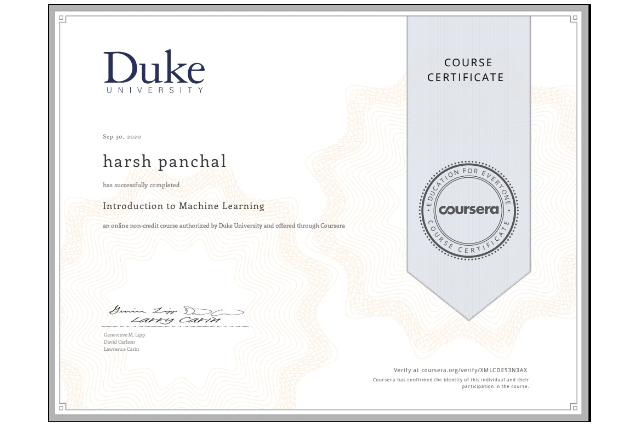 Duke
UNIVERSITY
COURSE
CERTIFICATE
Sep 30, 2020
harsh panchal
has successfully completed
Introduction to Machine Learning
an online non-credit course authorized by Duke University and offered through Coursera
EDUCATION FOR EVERYONE
coursera
COURSE CERTIFICATE
Larry Carin
Genevieve M. Lipp
David Carlson
Lawrence Carin
Verify at coursera.org/verify/
Coursera has confirmed the identity of this individual and their
participation in the course.